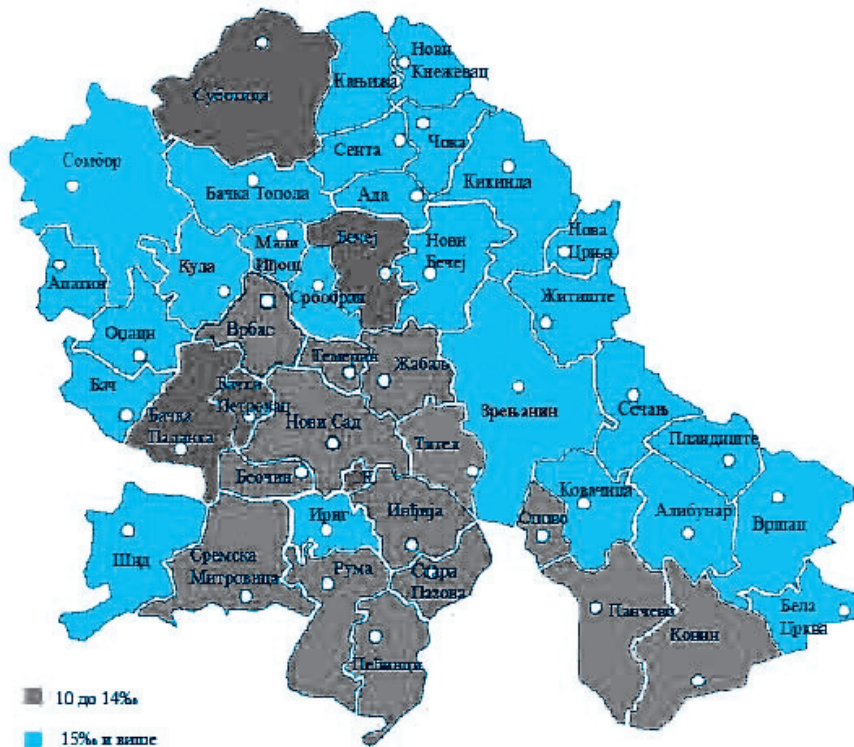 Суботица
Кањижа
Нови
Кнежевац
Сомбор
Сента
Чока
Бачка Топола
Ада
Кикинда
Апатин
Кула
Мали
Иђош
Бечеј
Нови
Бечеј
Нова
Црња
Србобран
Житиште
Оџаци
Врбас
Темерин
Жабаљ
Бач
Бачки
Петровац
Бачка
Паланка
Нови Сад
Тител
Зрењанин
Сечањ
Пландиште
Беочин
Ковачица
Алибунар
Вршац
Шид
Ириг
Инђија
Опово
Сремска
Митровица
Рума
Стара
Пазова
Панчево
Ковин
Бела
Црква
Пећинци
10 до 14‰
15‰ и више